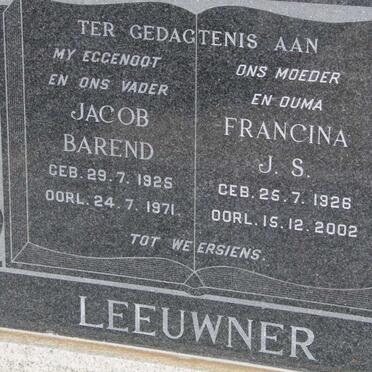 TER GEDAGTENIS AAN
MY EGGENOOT
EN ONS VADER
JACOB
BAREND
GEB. 29.7. 1925
OORL. 24.7. 1971.
ONS MOEDER
EN OUMA
FRANCINA
J. S.
GEB. 25.7. 1926
OORL. 15.12. 2002
TOT WEERSIENS.
LEEUWNER